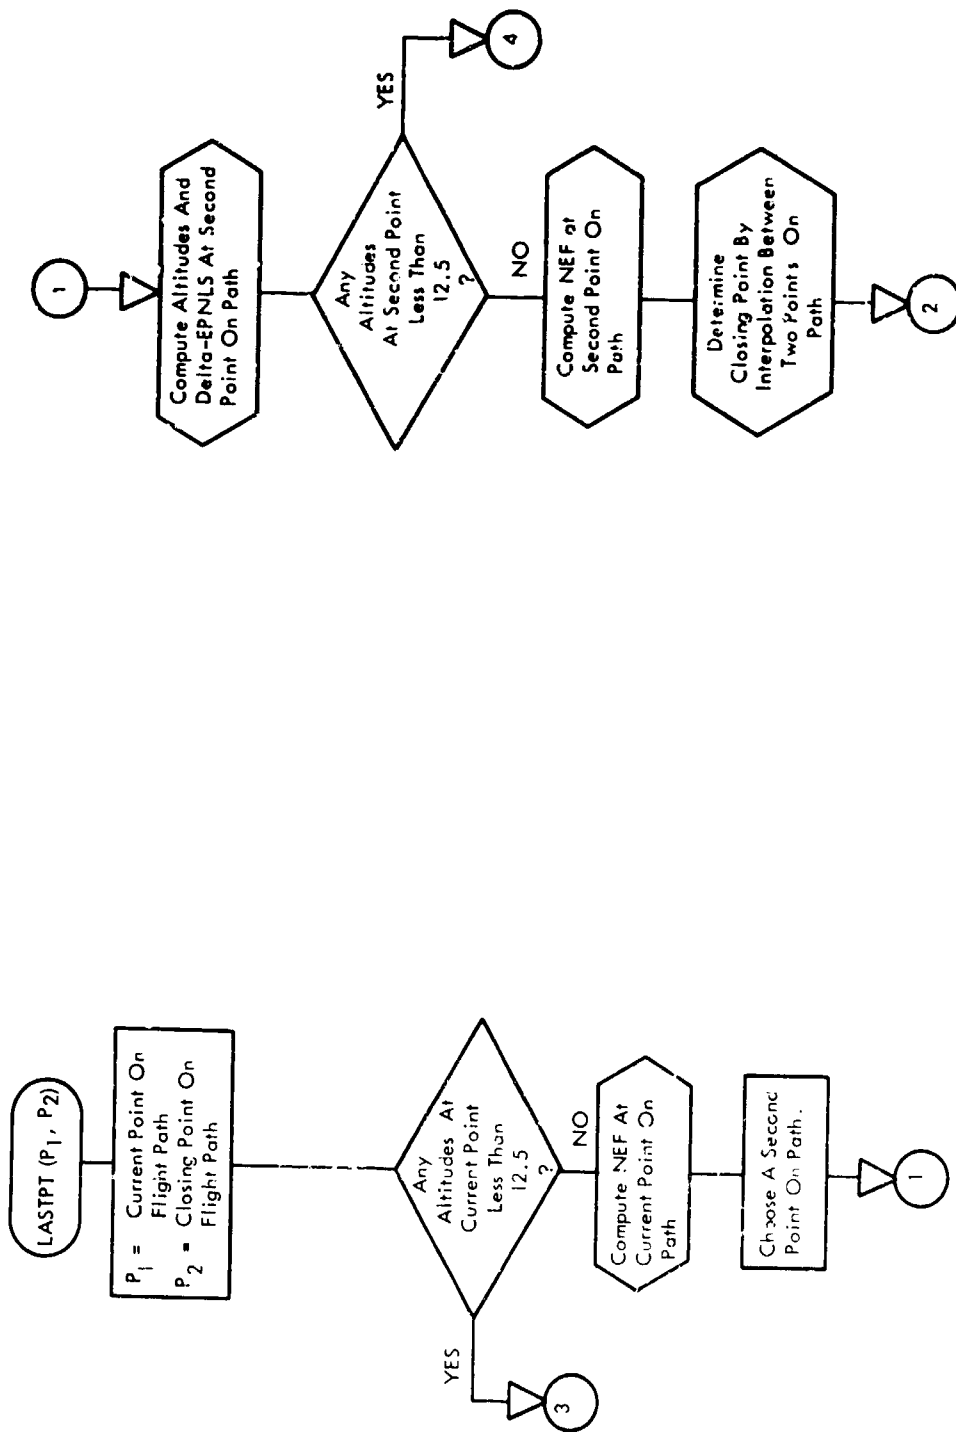 LASTPT (P1, P2)
P1 = Current Point On
Flight Path
P2 = Closing Point On
Flight Path
Any
Altitudes At
Current Point
Less Than
12.5
?
YES
3
NO
Compute NEF At
Current Point On
Path
Choose A Second
Point On Path.
1
1
Compute Altitudes And
Delta-EPNLS At Second
Point On Path
Any
Altitudes
At Second Point
Less Than
12.5
?
YES
4
NO
Compute NEF at
Second Point On
Path
Determine
Closing Point By
Interpolation Between
Two Points On
Path
2